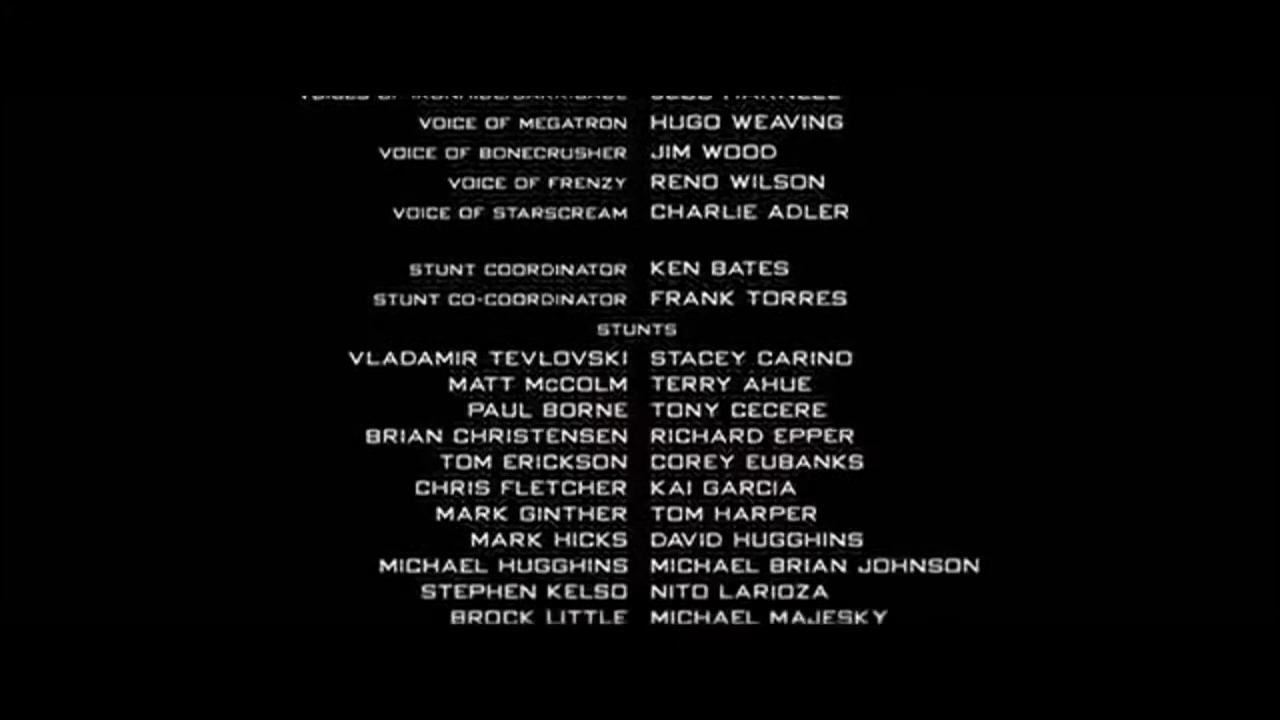 VOICE OF MEGATRON HUGO WEAVING
VOICE OF BONECRUSHER JIM WOOD
VOICE OF FRENZY RENO WILSON
VOICE OF STARSCREAM CHARLIE ADLER
STUNT COORDINATOR KEN BATES
STUNT CO-COORDINATOR FRANK TORRES
STUNTS
VLADAMIR TEVLOVSKI STACEY CARINO
MATT McCOLM TERRY AHUE
PAUL BORNE TONY CECERE
BRIAN CHRISTENSEN RICHARD EPPER
TOM ERICKSON COREY EUBANKS
CHRIS FLETCHER KAI GARCIA
MARK GINTHER TOM HARPER
MARK HICKS DAVID HUGGHINS
MICHAEL HUGGHINS MICHAEL BRIAN JOHNSON
STEPHEN KELSO NITO LARIOZA
BROCK LITTLE MICHAEL MAJESKY